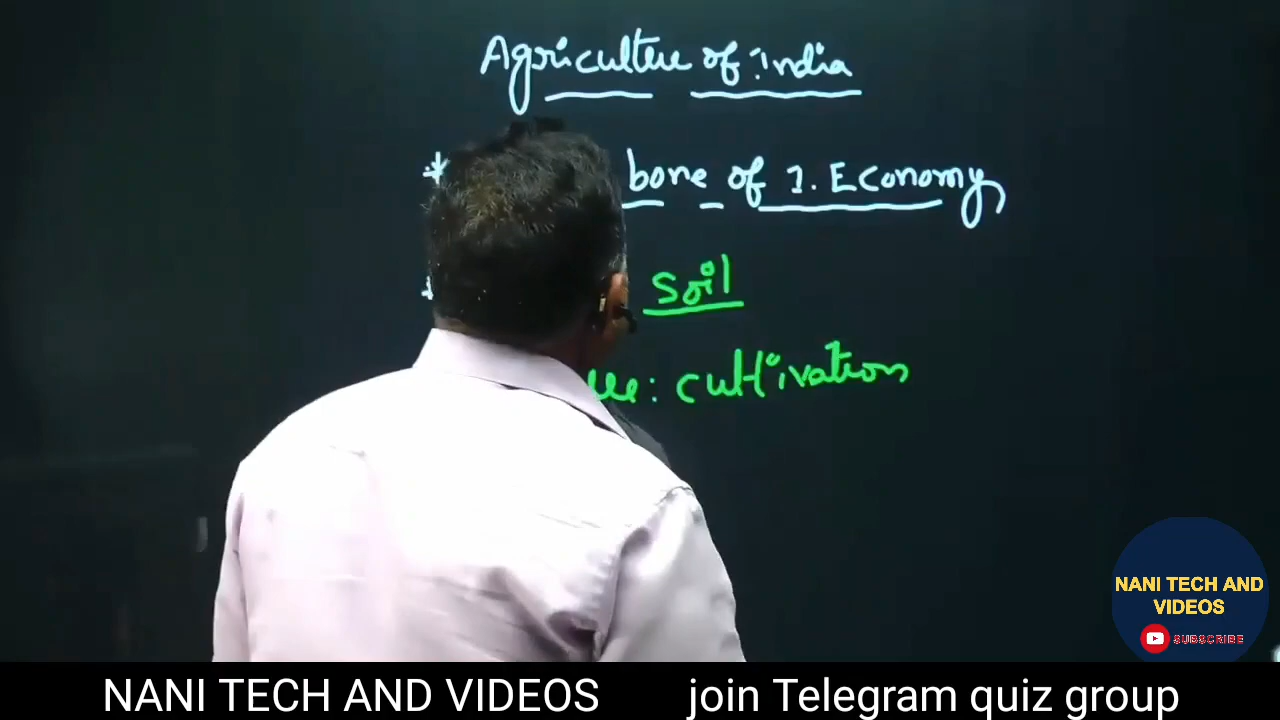 Agriculture of India
* bone of I. Economy
Soil
: cultivation
NANI TECH AND
VIDEOS
SUBSCRIBE
NANI TECH AND VIDEOS join Telegram quiz group